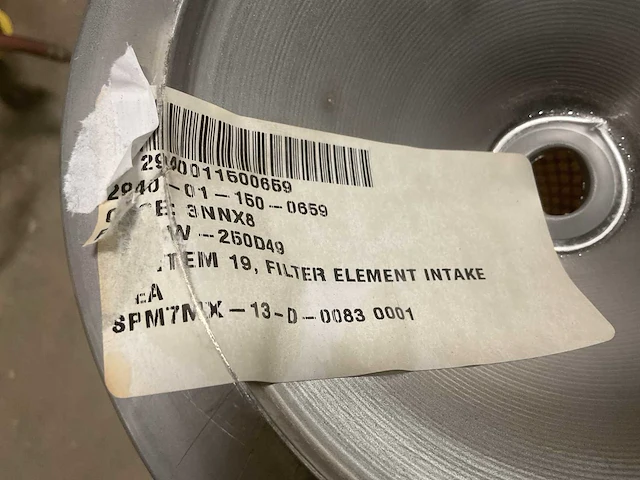 2940011500659
2940-01-150-0659
3NNX8
W-250D49
ITEM 19, FILTER ELEMENT INTAKE
EA
SPM7MX-13-D-0083 0001